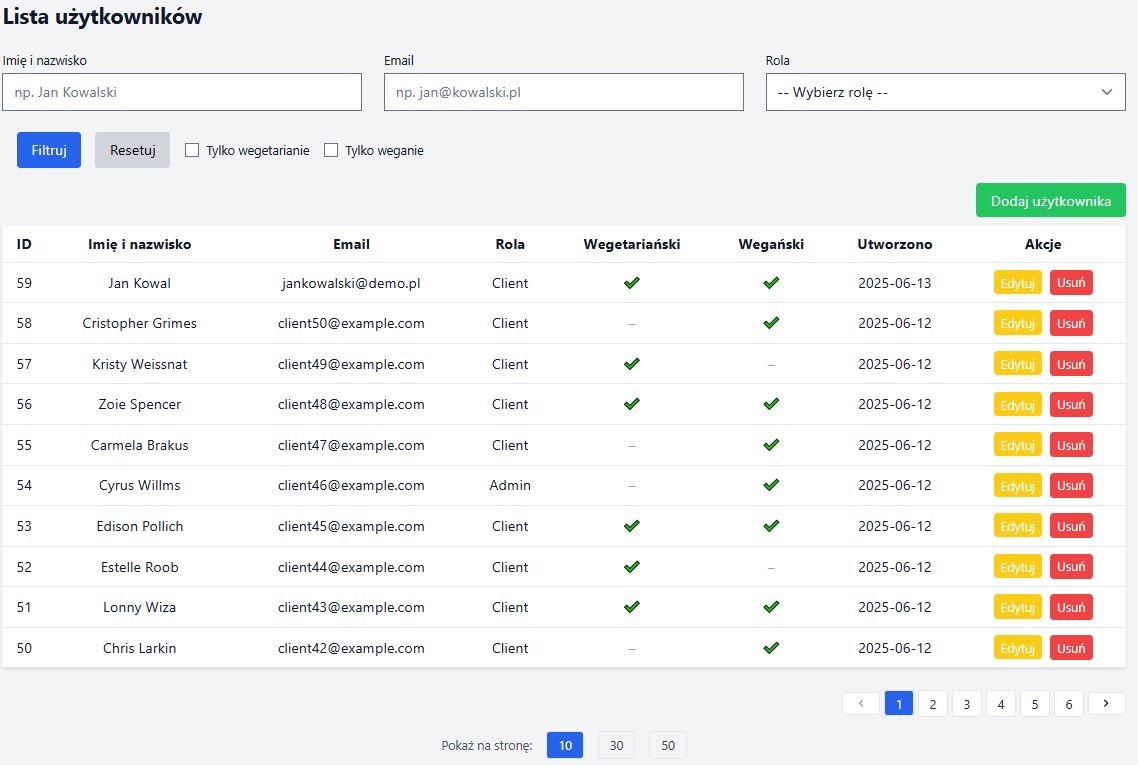 Lista użytkowników
Imię i nazwisko Email Rola
np. Jan Kowalski np. jan@kowalski.pl -- Wybierz rolę --
Filtruj Resetuj Tylko wegetarianie Tylko weganie
Dodaj użytkownika
ID Imię i nazwisko Email Rola Wegetariański Wegański Utworzono Akcje
59 Jan Kowal jankowalski@demo.pl Client ✔ ✔ 2025-06-13 Edytuj Usuń
58 Cristopher Grimes client50@example.com Client – ✔ 2025-06-12 Edytuj Usuń
57 Kristy Weissnat client49@example.com Client ✔ – 2025-06-12 Edytuj Usuń
56 Zoie Spencer client48@example.com Client ✔ ✔ 2025-06-12 Edytuj Usuń
55 Carmela Brakus client47@example.com Client – ✔ 2025-06-12 Edytuj Usuń
54 Cyrus Willms client46@example.com Admin – ✔ 2025-06-12 Edytuj Usuń
53 Edison Pollich client45@example.com Client ✔ ✔ 2025-06-12 Edytuj Usuń
52 Estelle Roob client44@example.com Client ✔ – 2025-06-12 Edytuj Usuń
51 Lonny Wiza client43@example.com Client ✔ ✔ 2025-06-12 Edytuj Usuń
50 Chris Larkin client42@example.com Client – ✔ 2025-06-12 Edytuj Usuń
‹ 1 2 3 4 5 6 ›
Pokaż na stronę: 10 30 50